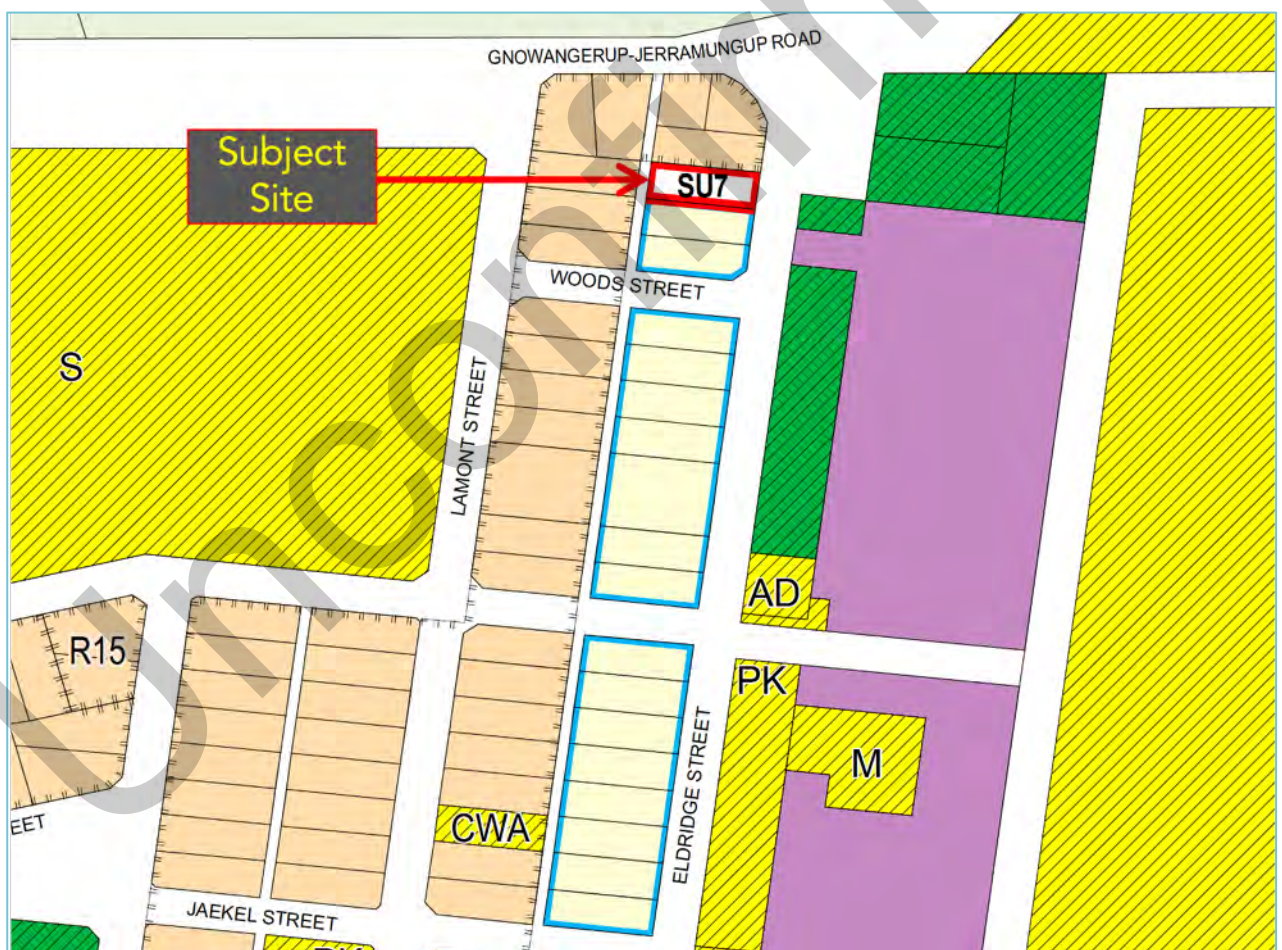 GNOWANGERUP-JERRAMUNGUP ROAD
Subject
Site
SU7
WOODS STREET
S
LAMONT STREET
AD
R15
PK
M
ELDRIDGE STREET
CWA
EET
JAEKEL STREET
Unconfirm